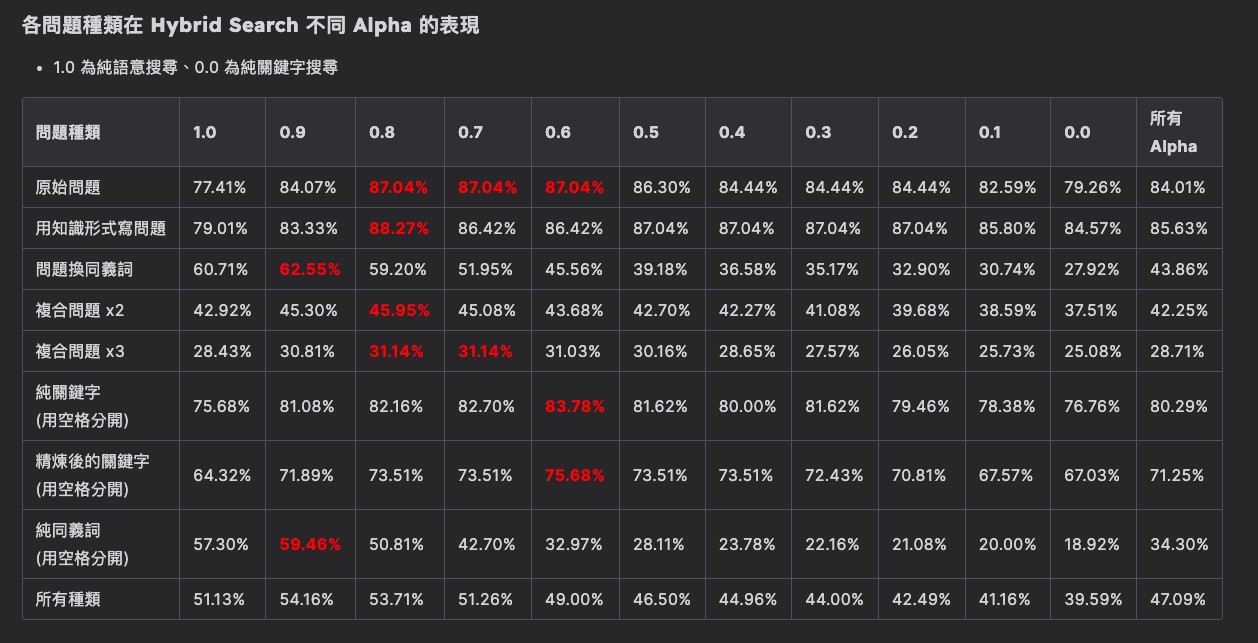 各問題種類在 Hybrid Search 不同 Alpha 的表現
• 1.0 為純語意搜尋、0.0 為純關鍵字搜尋
問題種類 1.0 0.9 0.8 0.7 0.6 0.5 0.4 0.3 0.2 0.1 0.0 所有 Alpha
原始問題 77.41% 84.07% 87.04% 87.04% 87.04% 86.30% 84.44% 84.44% 84.44% 82.59% 79.26% 84.01%
用知識形式寫問題 79.01% 83.33% 88.27% 86.42% 86.42% 87.04% 87.04% 87.04% 87.04% 85.80% 84.57% 85.63%
問題換同義詞 60.71% 62.55% 59.20% 51.95% 45.56% 39.18% 36.58% 35.17% 32.90% 30.74% 27.92% 43.86%
複合問題 x2 42.92% 45.30% 45.95% 45.08% 43.68% 42.70% 42.27% 41.08% 39.68% 38.59% 37.51% 42.25%
複合問題 x3 28.43% 30.81% 31.14% 31.14% 31.03% 30.16% 28.65% 27.57% 26.05% 25.73% 25.08% 28.71%
純關鍵字
(用空格分開) 75.68% 81.08% 82.16% 82.70% 83.78% 81.62% 80.00% 81.62% 79.46% 78.38% 76.76% 80.29%
精煉後的關鍵字
(用空格分開) 64.32% 71.89% 73.51% 73.51% 75.68% 73.51% 73.51% 72.43% 70.81% 67.57% 67.03% 71.25%
純同義詞
(用空格分開) 57.30% 59.46% 50.81% 42.70% 32.97% 28.11% 23.78% 22.16% 21.08% 20.00% 18.92% 34.30%
所有種類 51.13% 54.16% 53.71% 51.26% 49.00% 46.50% 44.96% 44.00% 42.49% 41.16% 39.59% 47.09%